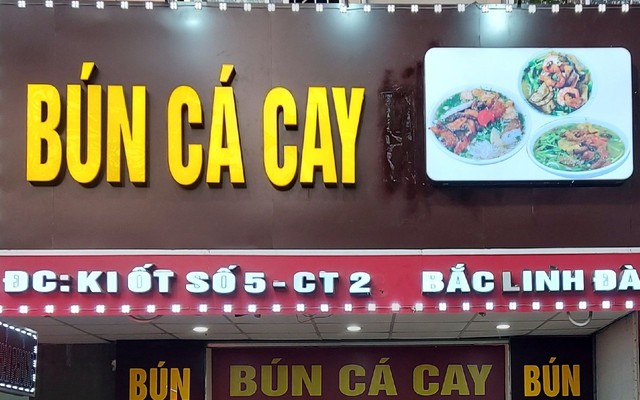 BÚN CÁ CAY
ĐC: KI ỐT SỐ 5 - CT 2 BẮC LINH ĐÀ
BÚN BÚN CÁ CAY BÚN